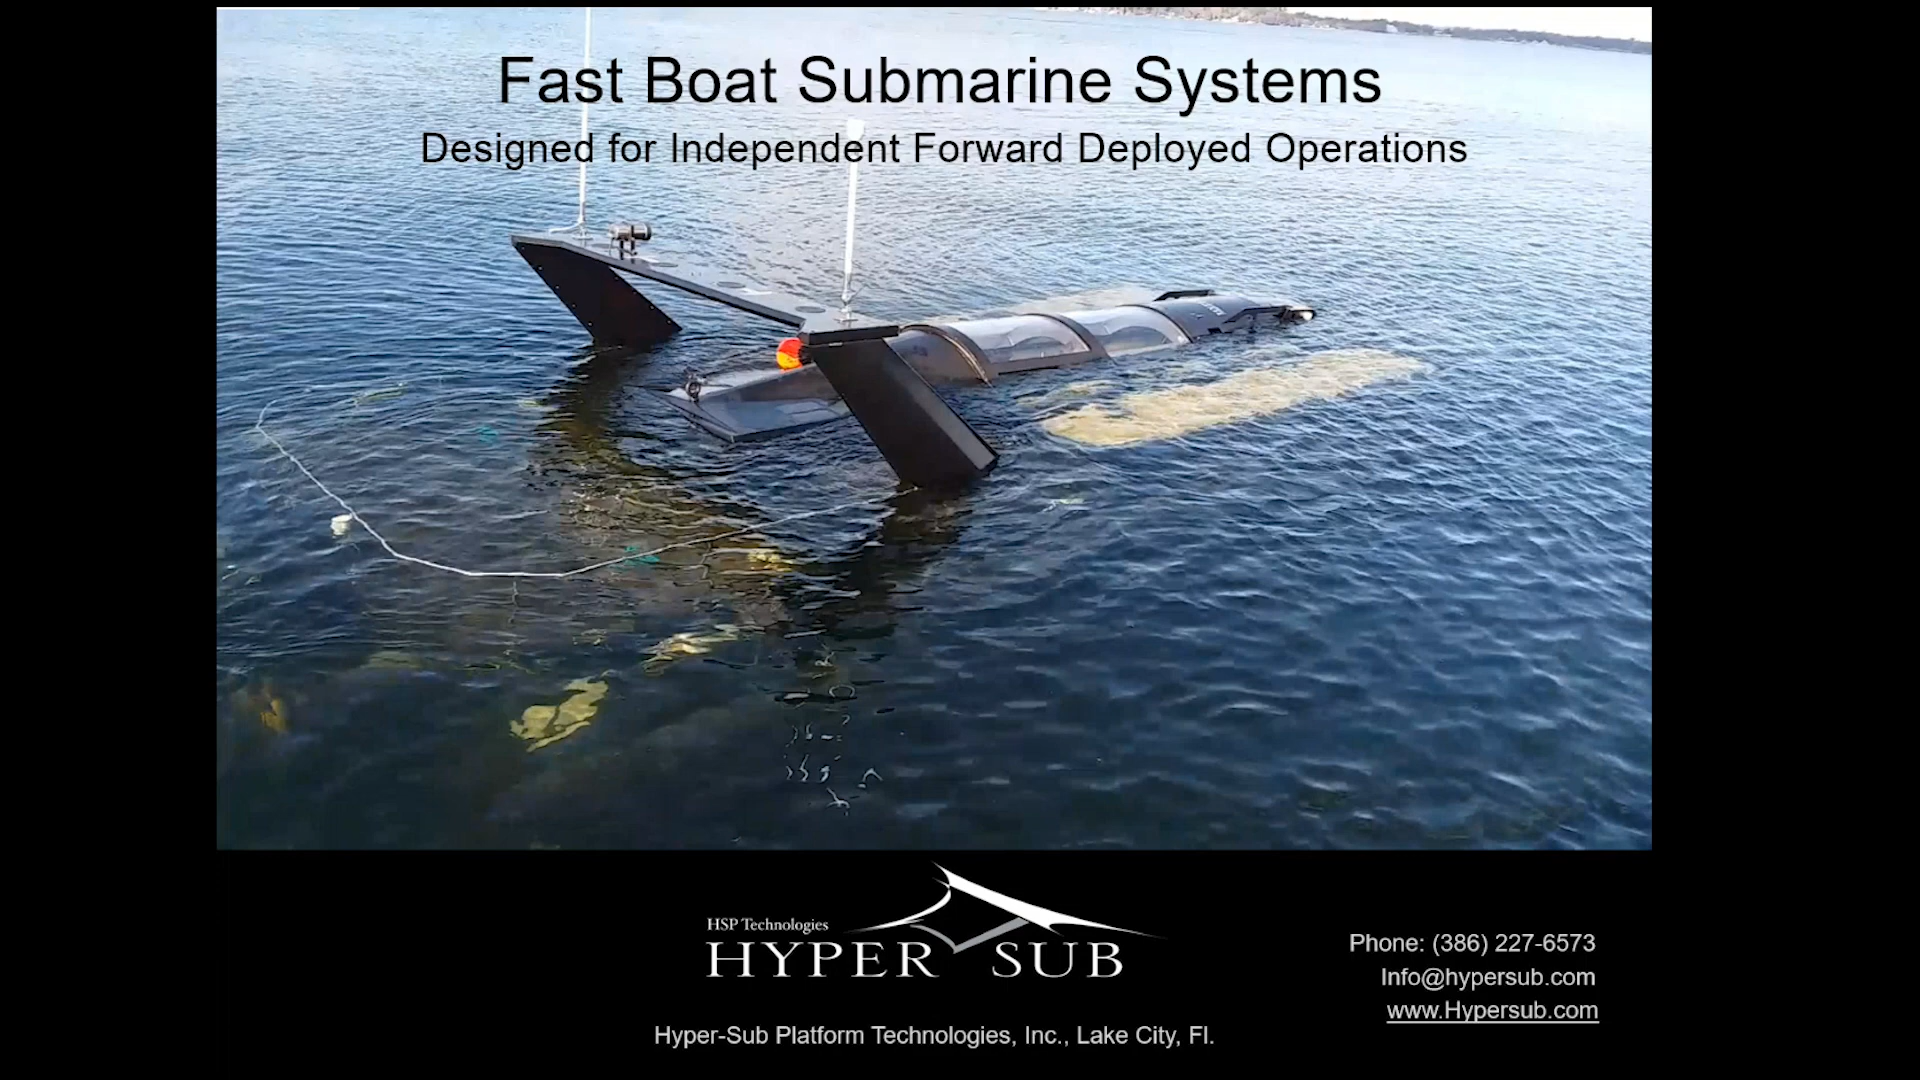 Fast Boat Submarine Systems
Designed for Independent Forward Deployed Operations
HSP Technologies
HYPER SUB
Phone: (386) 227-6573
Info@hypersub.com
www.Hypersub.com
Hyper-Sub Platform Technologies, Inc., Lake City, Fl.